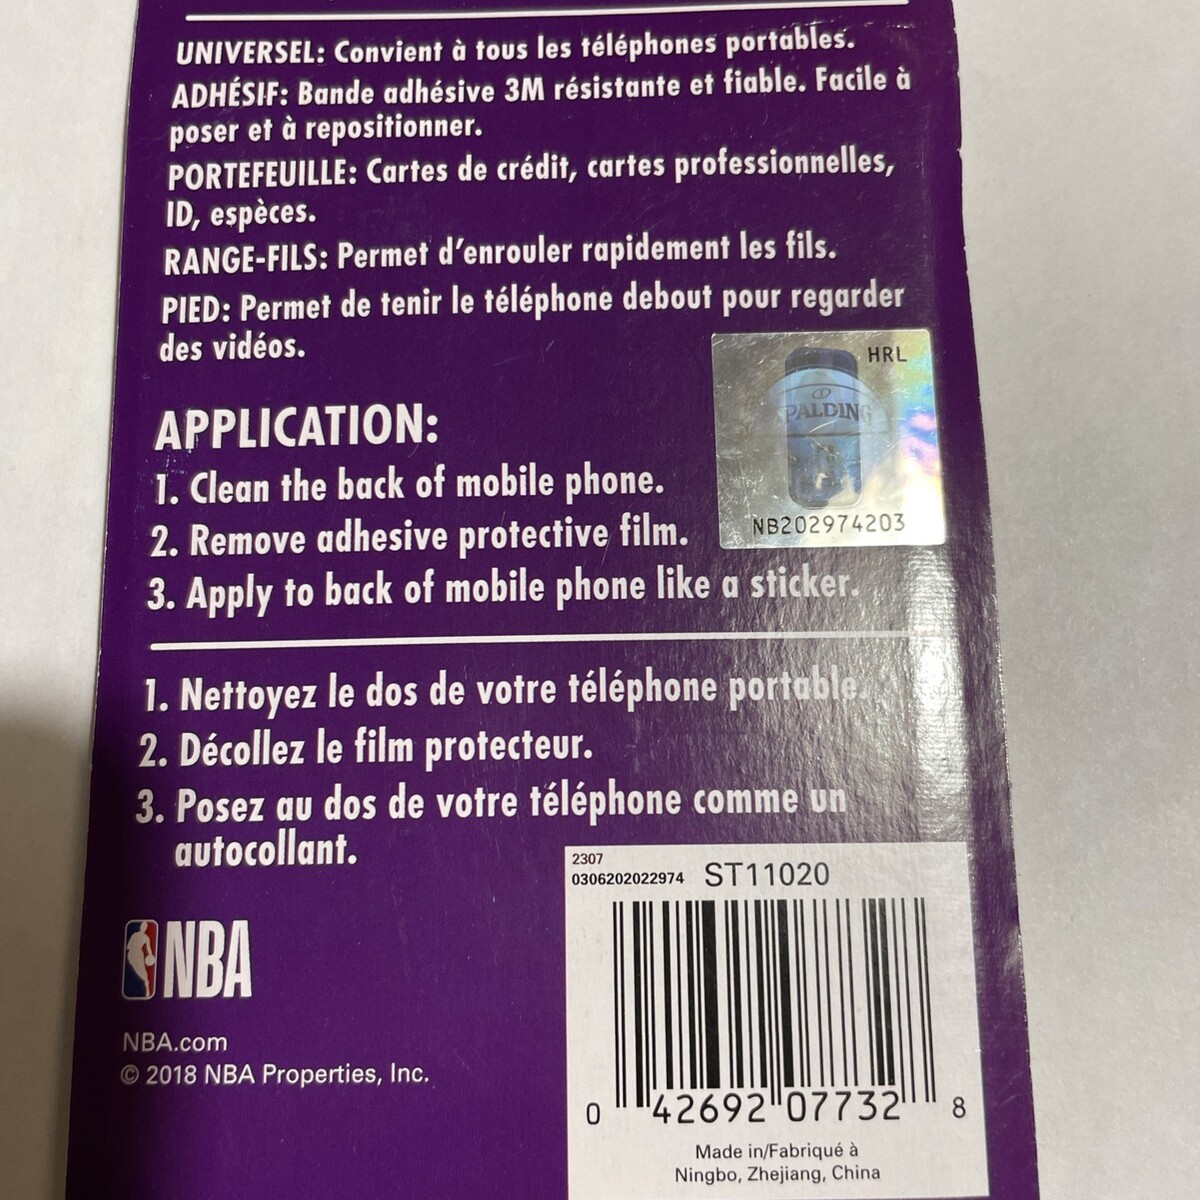 UNIVERSEL: Convient à tous les téléphones portables.
ADHÉSIF: Bande adhésive 3M résistante et fiable. Facile à
poser et à repositionner.
PORTEFEUILLE: Cartes de crédit, cartes professionnelles,
ID, espèces.
RANGE-FILS: Permet d'enrouler rapidement les fils.
PIED: Permet de tenir le téléphone debout pour regarder
des vidéos.
HRL
SPALDING
NB202974203
APPLICATION:
1. Clean the back of mobile phone.
2. Remove adhesive protective film.
3. Apply to back of mobile phone like a sticker.
1. Nettoyez le dos de votre téléphone portable.
2. Décollez le film protecteur.
3. Posez au dos de votre téléphone comme un
autocollant.
NBA
NBA.com
© 2018 NBA Properties, Inc.
2307
0306202022974 ST11020
0 42692 07732 8
Made in/Fabriqué à
Ningbo, Zhejiang, China